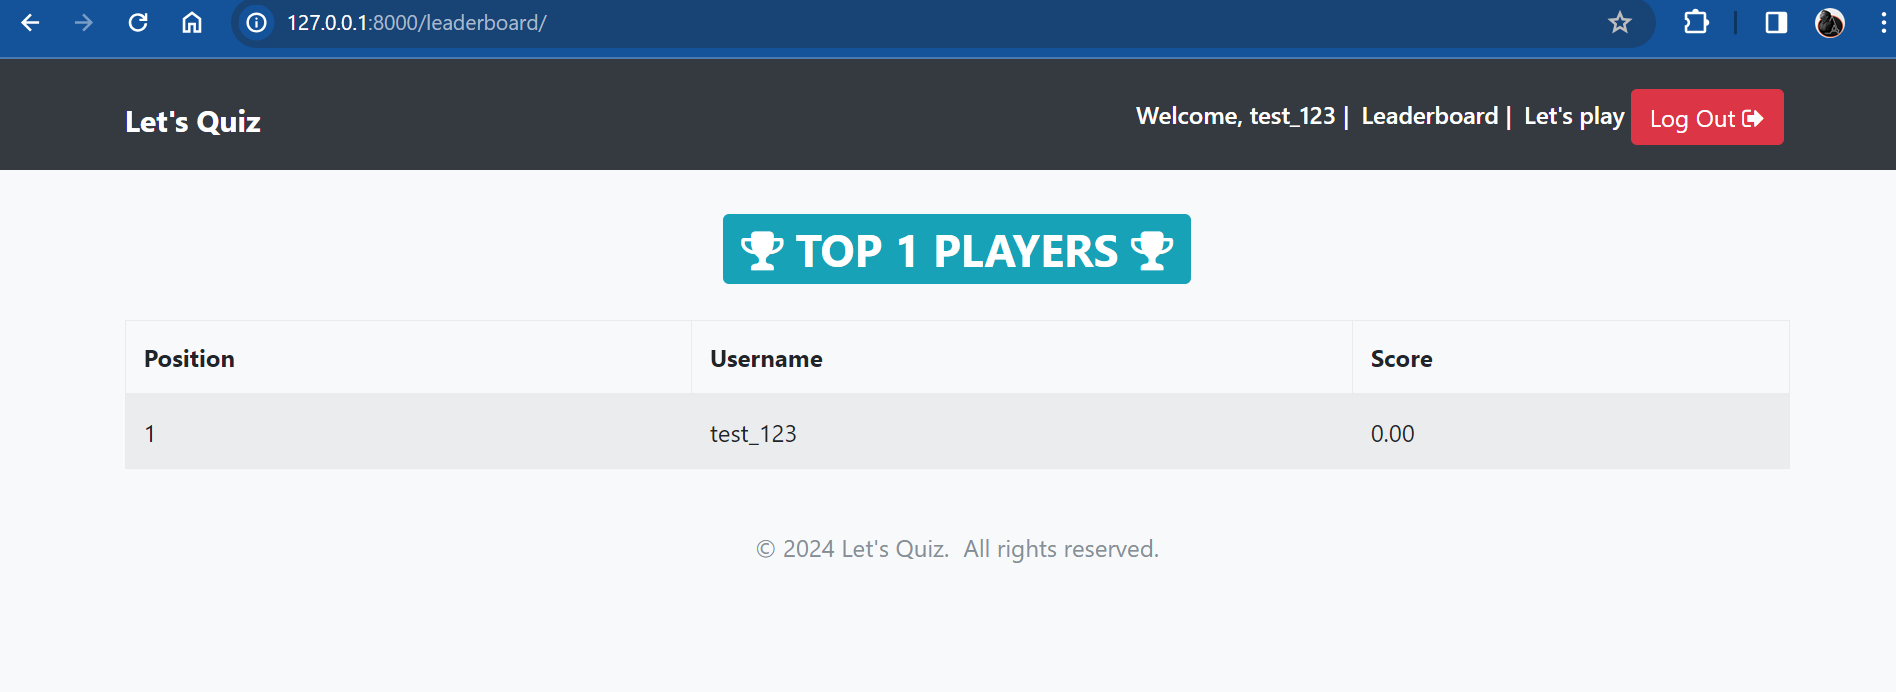 127.0.0.1:8000/leaderboard/
Let's Quiz
Welcome, test_123 | Leaderboard | Let's play Log Out
TOP 1 PLAYERS
Position Username Score
1 test_123 0.00
© 2024 Let's Quiz. All rights reserved.